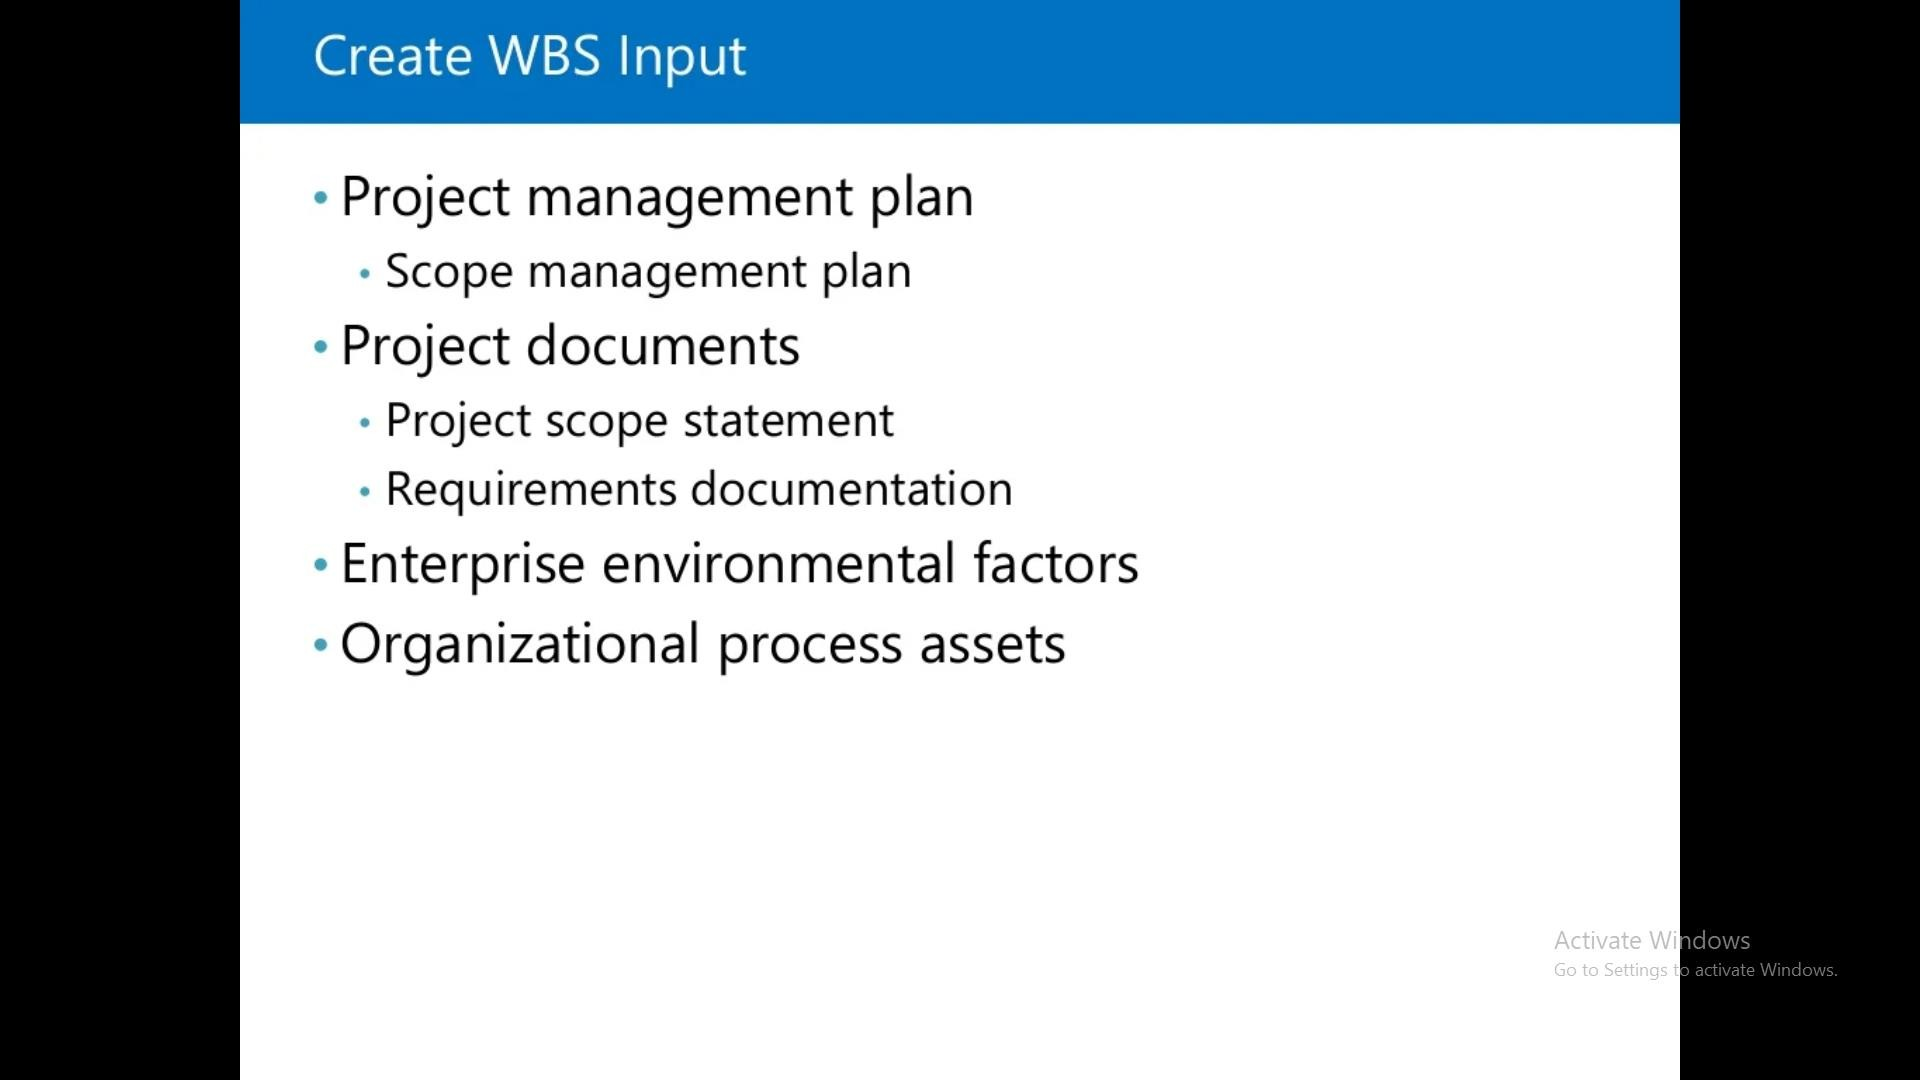 Create WBS Input
• Project management plan
• Scope management plan
• Project documents
• Project scope statement
• Requirements documentation
• Enterprise environmental factors
• Organizational process assets
Activate Windows
Go to Settings to activate Windows.